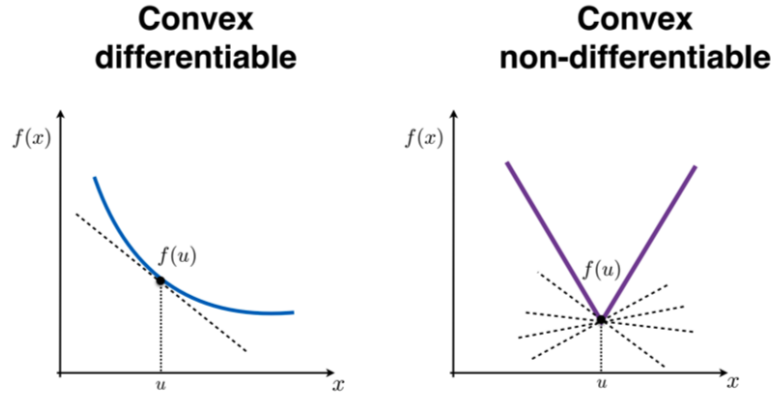 Convex
differentiable
f(x)
f(u)
u
x
Convex
non-differentiable
f(x)
f(u)
u
x